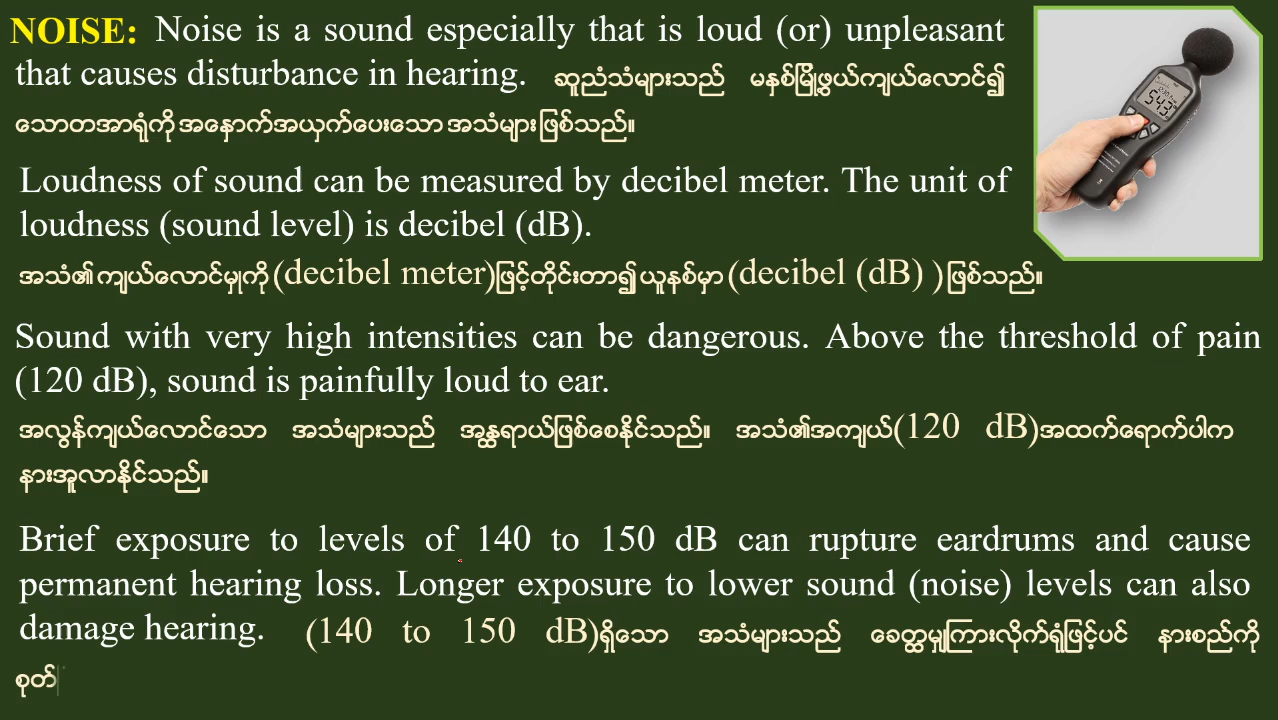 NOISE: Noise is a sound especially that is loud (or) unpleasant
that causes disturbance in hearing. ဆူညံသံများသည် မနှစ်မြို့ဖွယ်ကျယ်လောင်၍
သောတအာရုံကို အနှောက်အယှက်ပေးသော အသံများ ဖြစ်သည်။
Loudness of sound can be measured by decibel meter. The unit of
loudness (sound level) is decibel (dB).
အသံ၏ ကျယ်လောင်မှုကို (decibel meter)ဖြင့်တိုင်းတာ၍ ယူနစ်မှာ (decibel (dB) ) ဖြစ်သည်။
Sound with very high intensities can be dangerous. Above the threshold of pain
(120 dB), sound is painfully loud to ear.
အလွန်ကျယ်လောင်သော အသံများသည် အန္တရာယ်ဖြစ်စေနိုင်သည်။ အသံ၏အကျယ်(120 dB)အထက်ရောက်ပါက
နားအူလာနိုင်သည်။
Brief exposure to levels of 140 to 150 dB can rupture eardrums and cause
permanent hearing loss. Longer exposure to lower sound (noise) levels can also
damage hearing. (140 to 150 dB)ရှိသော အသံများသည် ခေတ္တမျှကြားလိုက်ရုံဖြင့်ပင် နားစည်ကို
စုတ်